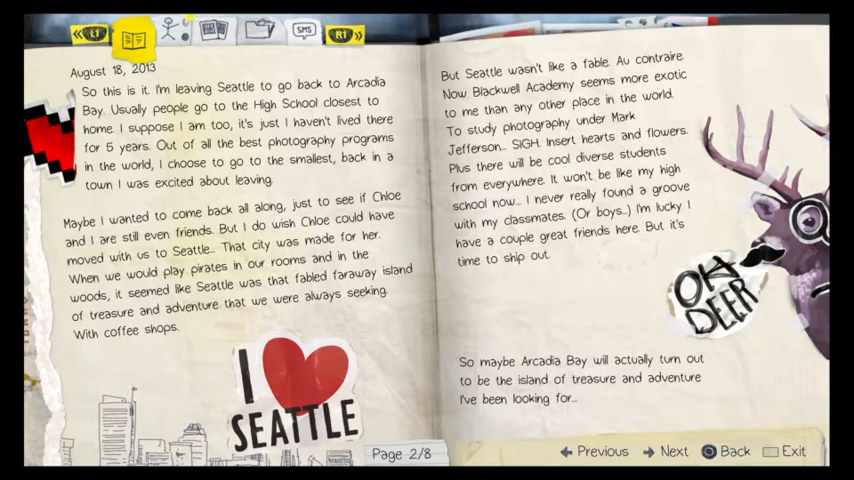 L1
SMS
R1
August 18, 2013
So this is it. I'm leaving Seattle to go back to Arcadia
Bay. Usually people go to the High School closest to
home. I suppose I am too, it's just I haven't lived there
for 5 years. Out of all the best photography programs
in the world, I choose to go to the smallest, back in a
town I was excited about leaving.
Maybe I wanted to come back all along, just to see if Chloe
and I are still even friends. But I do wish Chloe could have
moved with us to Seattle... That city was made for her.
When we would play pirates in our rooms and in the
woods, it seemed like Seattle was that fabled faraway island
of treasure and adventure that we were always seeking.
With coffee shops.
I
SEATTLE
But Seattle wasn't like a fable. Au contraire.
Now Blackwell Academy seems more exotic
to me than any other place in the world.
To study photography under Mark
Jefferson... SIGH. Insert hearts and flowers.
Plus there will be cool diverse students
from everywhere. It won't be like my high
school now... I never really found a groove
with my classmates. (Or boys...) I'm lucky I
have a couple great friends here. But it's
time to ship out.
OH
DEER
So maybe Arcadia Bay will actually turn out
to be the island of treasure and adventure
I've been looking for...
Page 2/8
Previous
Next
Back
Exit